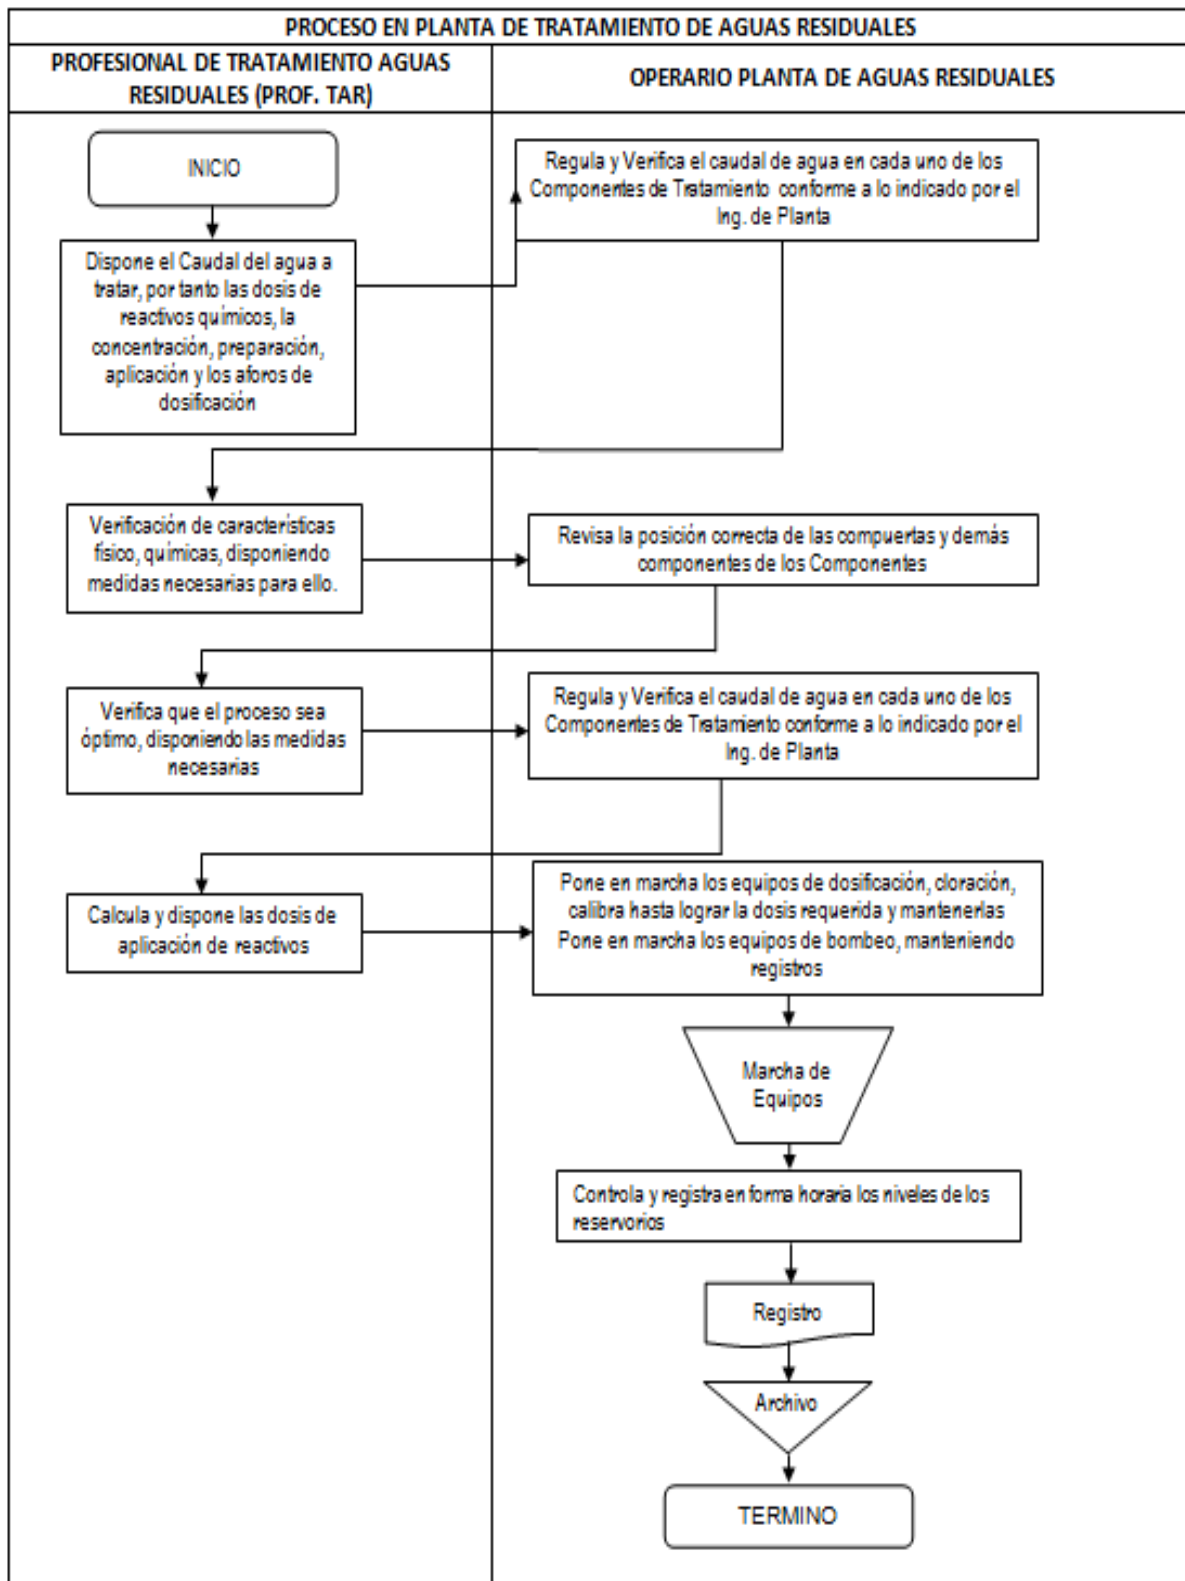 PROCESO EN PLANTA DE TRATAMIENTO DE AGUAS RESIDUALES
PROFESIONAL DE TRATAMIENTO AGUAS
RESIDUALES (PROF. TAR)
OPERARIO PLANTA DE AGUAS RESIDUALES
INICIO
Regula y Verifica el caudal de agua en cada uno de los
Componentes de Tratamiento conforme a lo indicado por el
Ing. de Planta
Dispone el Caudal del agua a
tratar, por tanto las dosis de
reactivos químicos, la
concentración, preparación,
aplicación y los aforos de
dosificación
Verificación de características
físico, químicas, disponiendo
medidas necesarias para ello.
Revisa la posición correcta de las compuertas y demás
componentes de los Componentes
Verifica que el proceso sea
óptimo, disponiendo las medidas
necesarias
Regula y Verifica el caudal de agua en cada uno de los
Componentes de Tratamiento conforme a lo indicado por el
Ing. de Planta
Calcula y dispone las dosis de
aplicación de reactivos
Pone en marcha los equipos de dosificación, cloración,
calibra hasta lograr la dosis requerida y mantenerlas
Pone en marcha los equipos de bombeo, manteniendo
registros
Marcha de
Equipos
Controla y registra en forma horaria los niveles de los
reservorios
Registro
Archivo
TERMINO